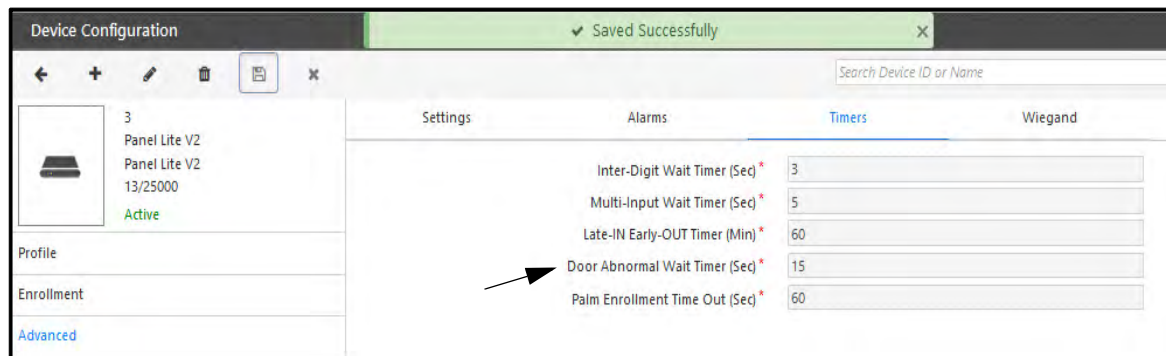 Device Configuration
✔ Saved Successfully
Search Device ID or Name
3
Panel Lite V2
Panel Lite V2
13/25000
Active
Profile
Enrollment
Advanced
Settings Alarms Timers Wiegand
Inter-Digit Wait Timer (Sec) * 3
Multi-Input Wait Timer (Sec) * 5
Late-IN Early-OUT Timer (Min) * 60
Door Abnormal Wait Timer (Sec) * 15
Palm Enrollment Time Out (Sec) * 60